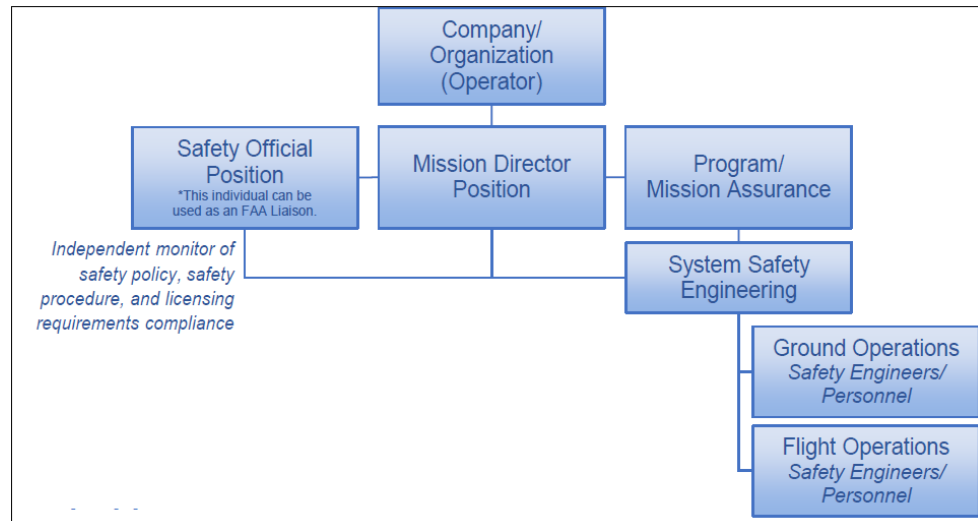 Company/
Organization
(Operator)
Safety Official
Position
*This individual can be
used as an FAA Liaison.
Mission Director
Position
Program/
Mission Assurance
Independent monitor of
safety policy, safety
procedure, and licensing
requirements compliance
System Safety
Engineering
Ground Operations
Safety Engineers/
Personnel
Flight Operations
Safety Engineers/
Personnel